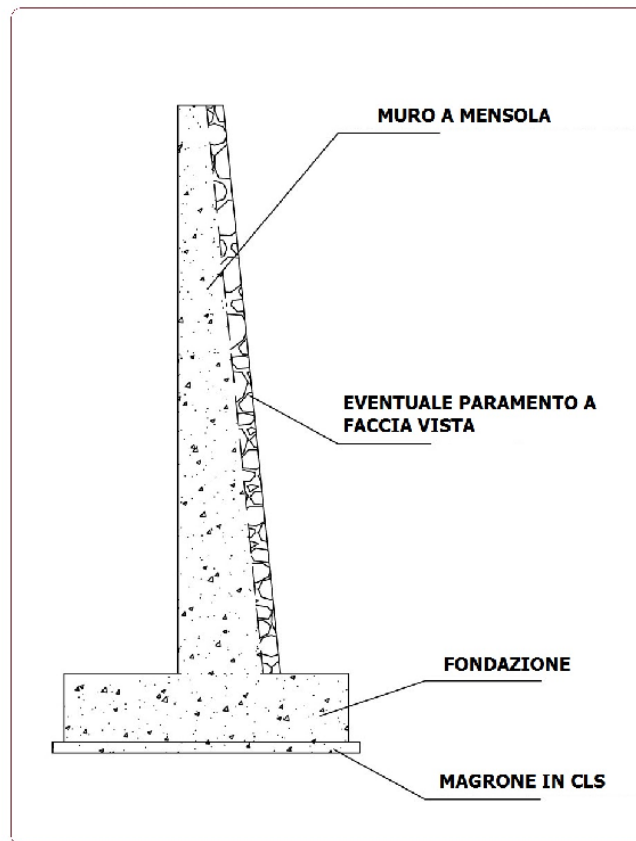 MURO A MENSOLA
EVENTUALE PARAMENTO A
FACCIA VISTA
FONDAZIONE
MAGRONE IN CLS